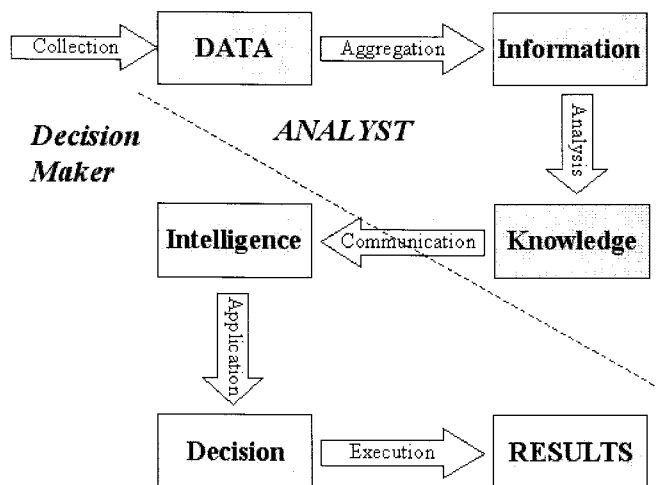 Collection
DATA
Aggregation
Information
Analysis
Decision
Maker
ANALYST
Intelligence
Communication
Knowledge
Application
Decision
Execution
RESULTS